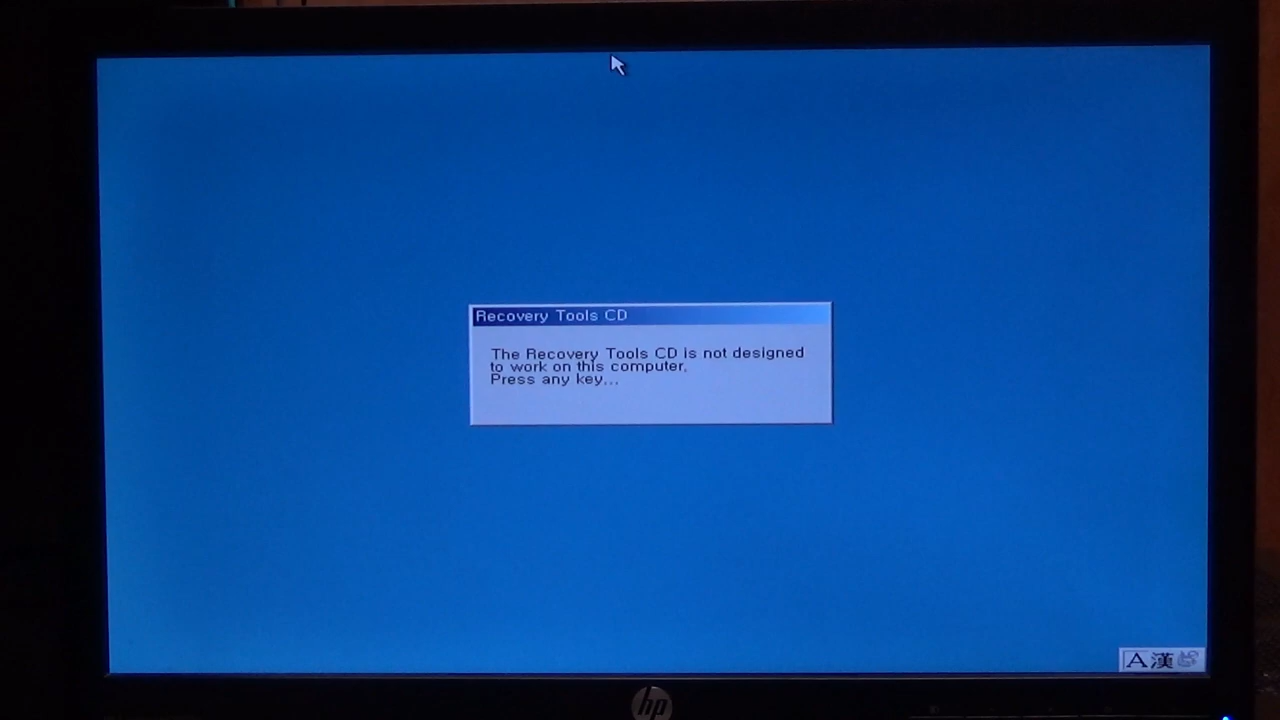 Recovery Tools CD
The Recovery Tools CD is not designed
to work on this computer.
Press any key...
A漢
hp